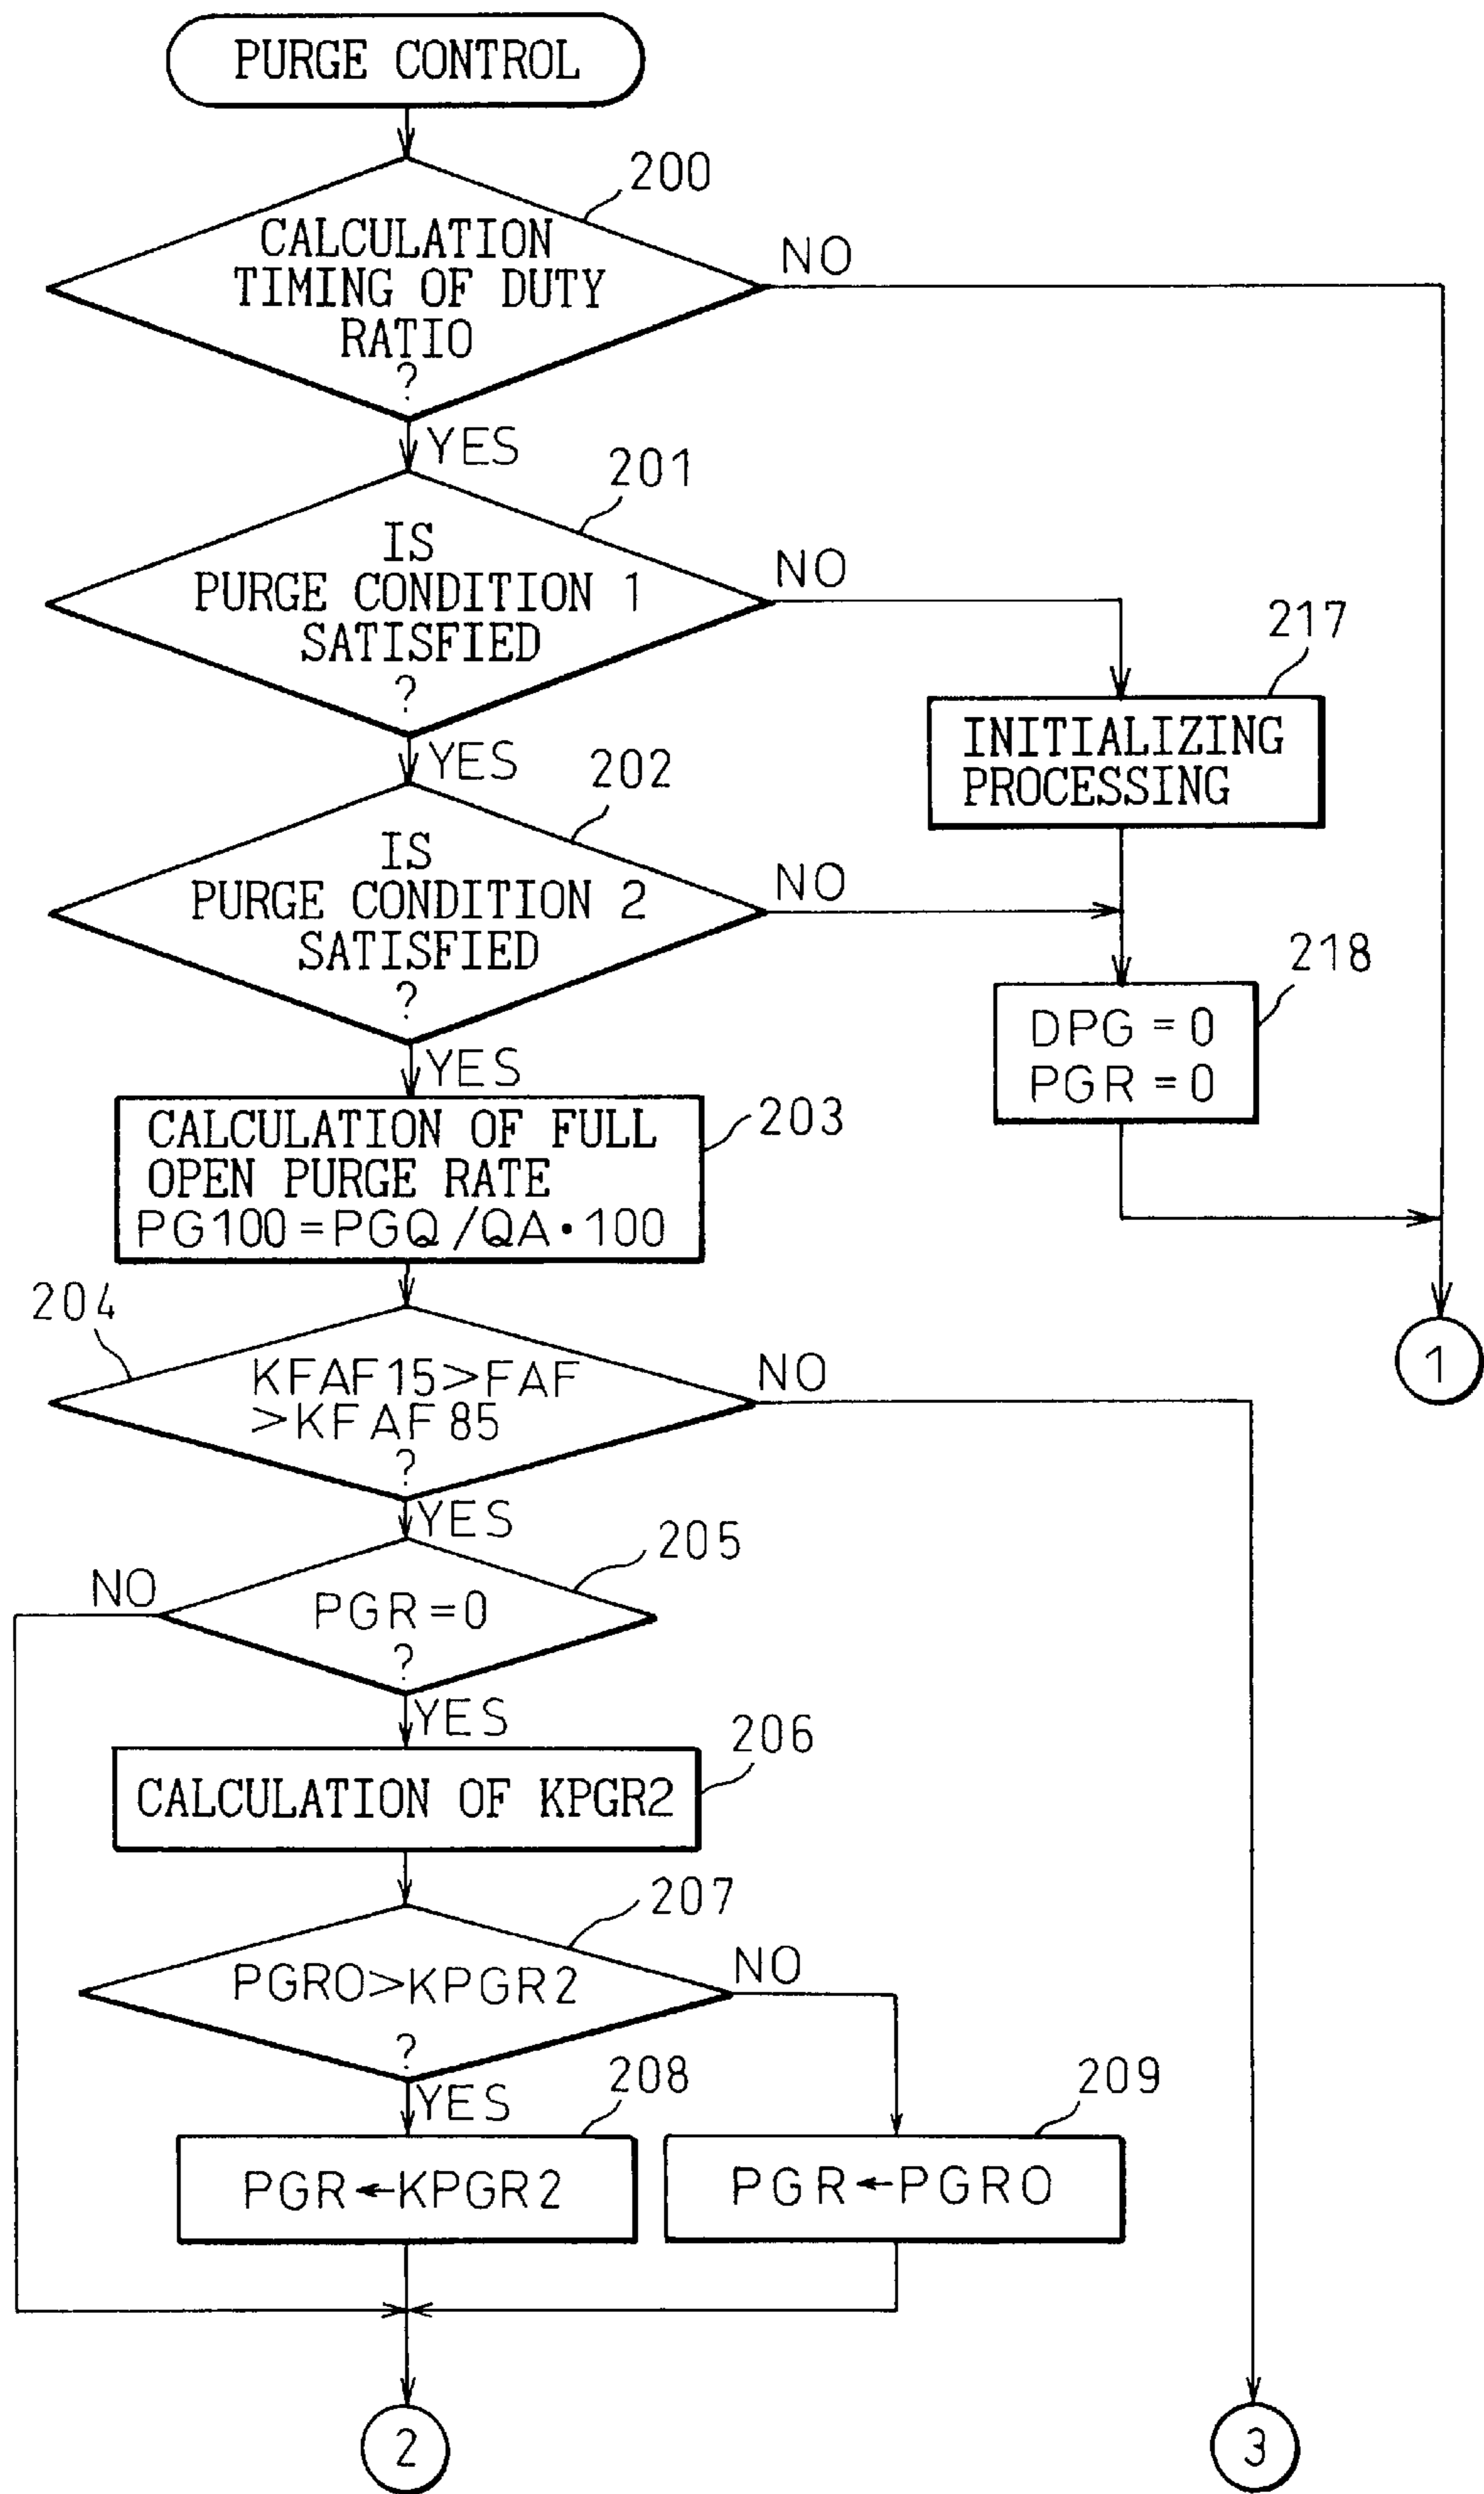 PURGE CONTROL
200
CALCULATION
TIMING OF DUTY
RATIO
?
NO
YES
201
IS
PURGE CONDITION 1
SATISFIED
?
NO
217
INITIALIZING
PROCESSING
YES
202
IS
PURGE CONDITION 2
SATISFIED
?
NO
218
DPG=0
PGR=0
YES
203
CALCULATION OF FULL
OPEN PURGE RATE
PG100=PGQ/QA•100
204
KFAF15>FAF
>KFAF85
?
NO
1
YES
205
NO
PGR=0
?
YES
206
CALCULATION OF KPGR2
207
PGRO>KPGR2
?
NO
YES
208
209
PGR←KPGR2
PGR←PGRO
2
3